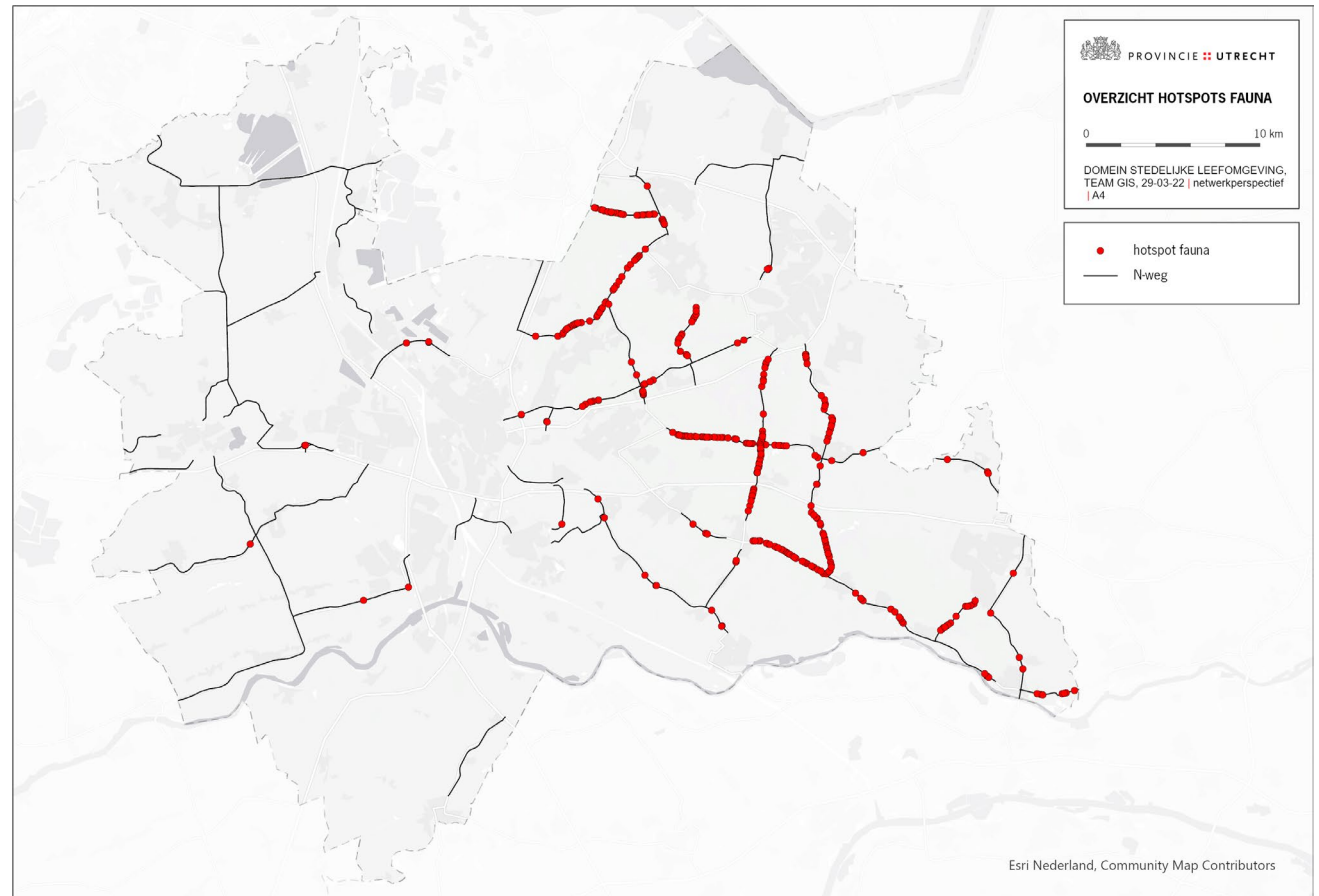 PROVINCIE :: UTRECHT
OVERZICHT HOTSPOTS FAUNA
0 10 km
DOMEIN STEDELIJKE LEEFOMGEVING,
TEAM GIS, 29-03-22 | netwerkperspectief
| A4
hotspot fauna
N-weg
Esri Nederland, Community Map Contributors